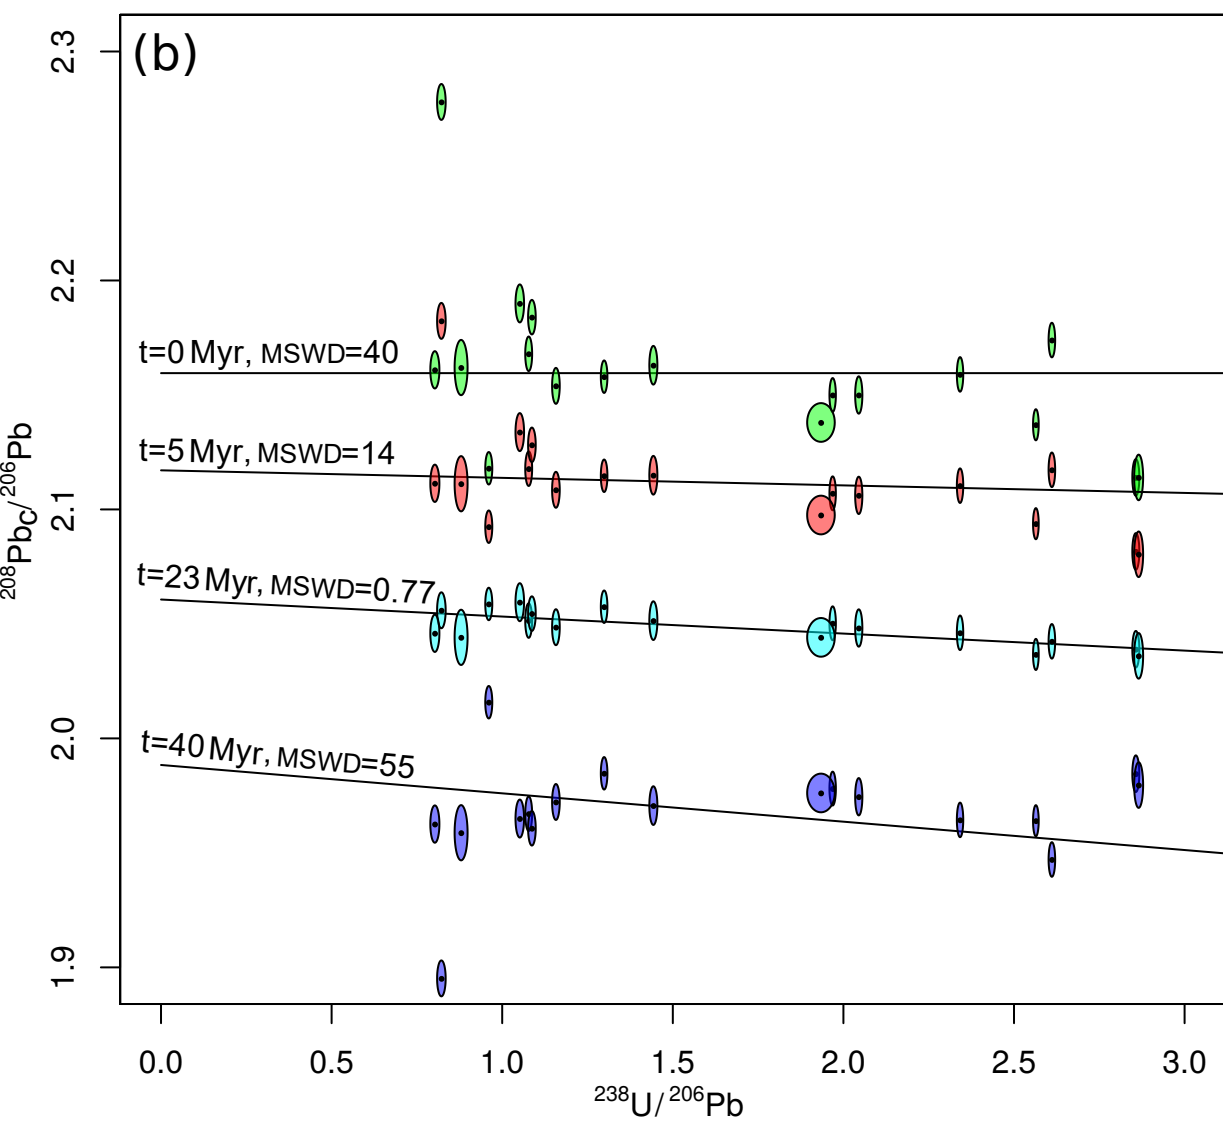 (b)
2.3
2.2
2.1
2.0
1.9
²⁰⁸Pbc/²⁰⁶Pb
t=0 Myr, MSWD=40
t=5 Myr, MSWD=14
t=23 Myr, MSWD=0.77
t=40 Myr, MSWD=55
0.0 0.5 1.0 1.5 2.0 2.5 3.0
²³⁸U/²⁰⁶Pb